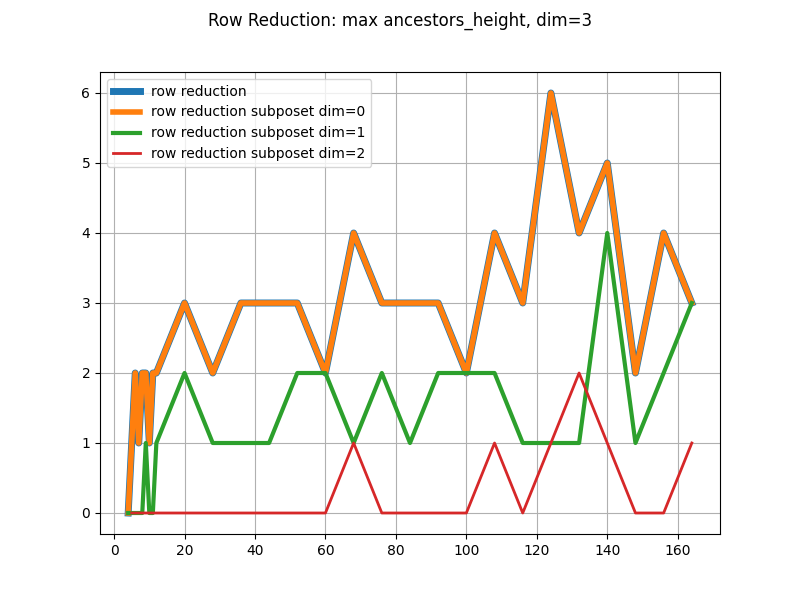 Row Reduction: max ancestors_height, dim=3
row reduction
row reduction subposet dim=0
row reduction subposet dim=1
row reduction subposet dim=2
6
5
4
3
2
1
0
0 20 40 60 80 100 120 140 160